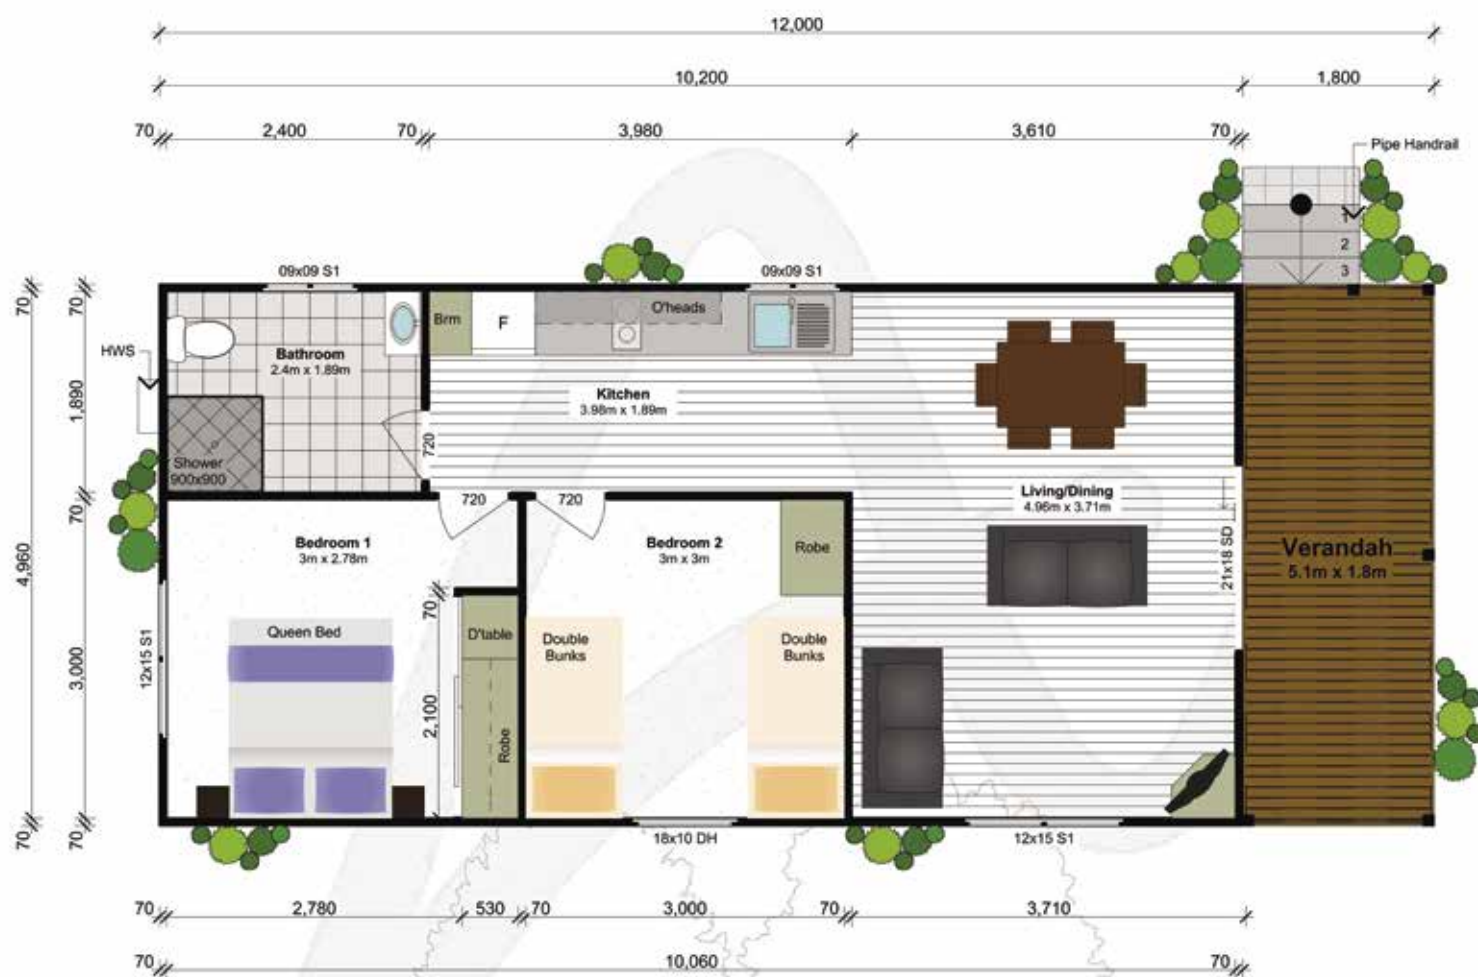 12,000
10,200
1,800
70
2,400
70
3,980
3,610
70
Pipe Handrail
1
2
3
09x09 S1
09x09 S1
70
70
HWS
1,890
70
4,960
3,000
70
70
Bathroom
2.4m x 1.89m
Shower
900x900
720
Brm
F
O'heads
Kitchen
3.98m x 1.89m
720
720
Living/Dining
4.96m x 3.71m
21x18 SD
Verandah
5.1m x 1.8m
Bedroom 1
3m x 2.78m
Bedroom 2
3m x 3m
Robe
12x15 S1
Queen Bed
70
D'table
2,100
Robe
Double
Bunks
Double
Bunks
18x10 DH
12x15 S1
70
2,780
530
70
3,000
70
3,710
70
10,060
70